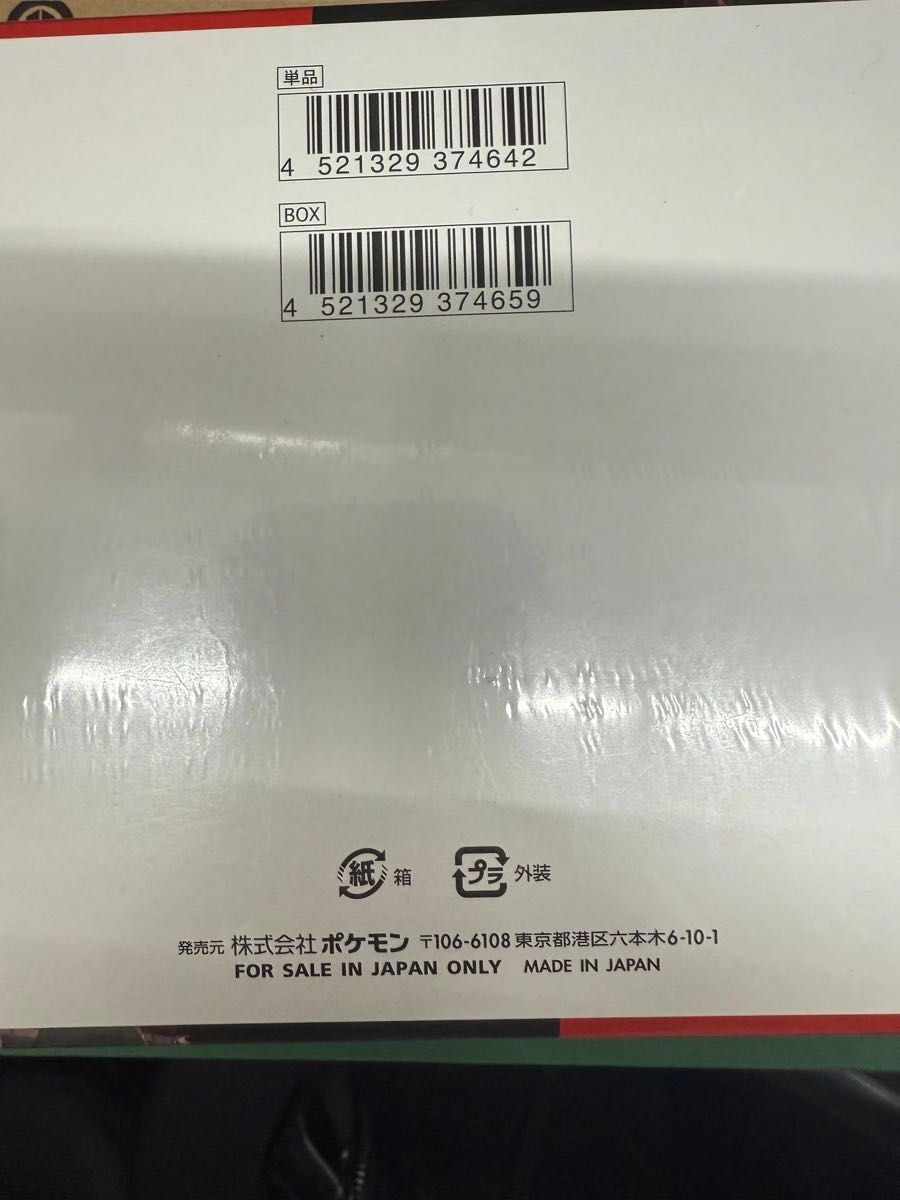 単品
4 521329 374642
BOX
4 521329 374659
紙 箱 プラ 外装
発売元 株式会社 ポケモン 〒106-6108 東京都港区六本木6-10-1
FOR SALE IN JAPAN ONLY MADE IN JAPAN